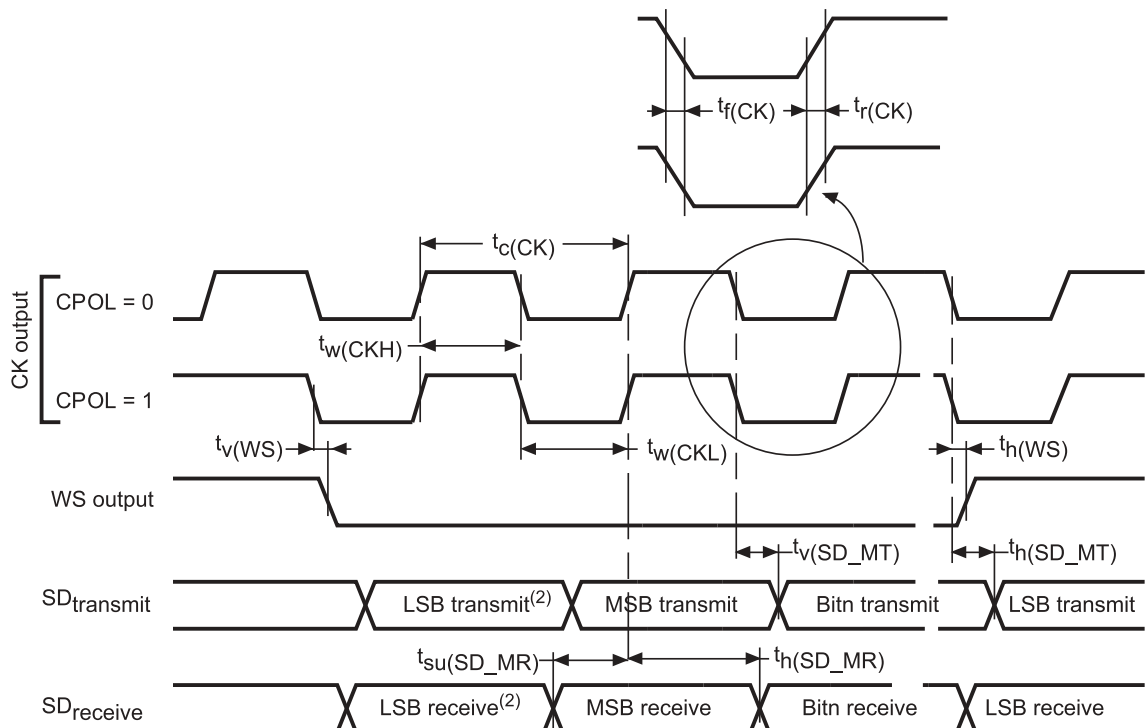 tf(CK)
tr(CK)
tc(CK)
CK output
CPOL = 0
tw(CKH)
CPOL = 1
tv(WS)
tw(CKL)
th(WS)
WS output
tv(SD_MT)
th(SD_MT)
SDtransmit
LSB transmit(2)
MSB transmit
Bitn transmit
LSB transmit
tsu(SD_MR)
th(SD_MR)
SDreceive
LSB receive(2)
MSB receive
Bitn receive
LSB receive